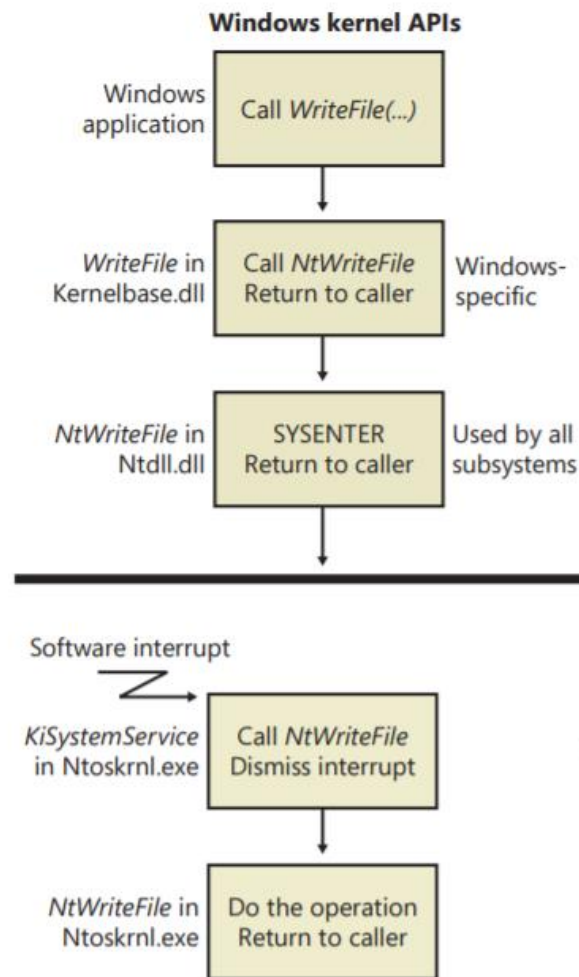 Windows kernel APIs
Windows
application
Call WriteFile(...)
WriteFile in
Kernelbase.dll
Call NtWriteFile
Return to caller
Windows-
specific
NtWriteFile in
Ntdll.dll
SYSENTER
Return to caller
Used by all
subsystems
Software interrupt
KiSystemService
in Ntoskrnl.exe
Call NtWriteFile
Dismiss interrupt
NtWriteFile in
Ntoskrnl.exe
Do the operation
Return to caller